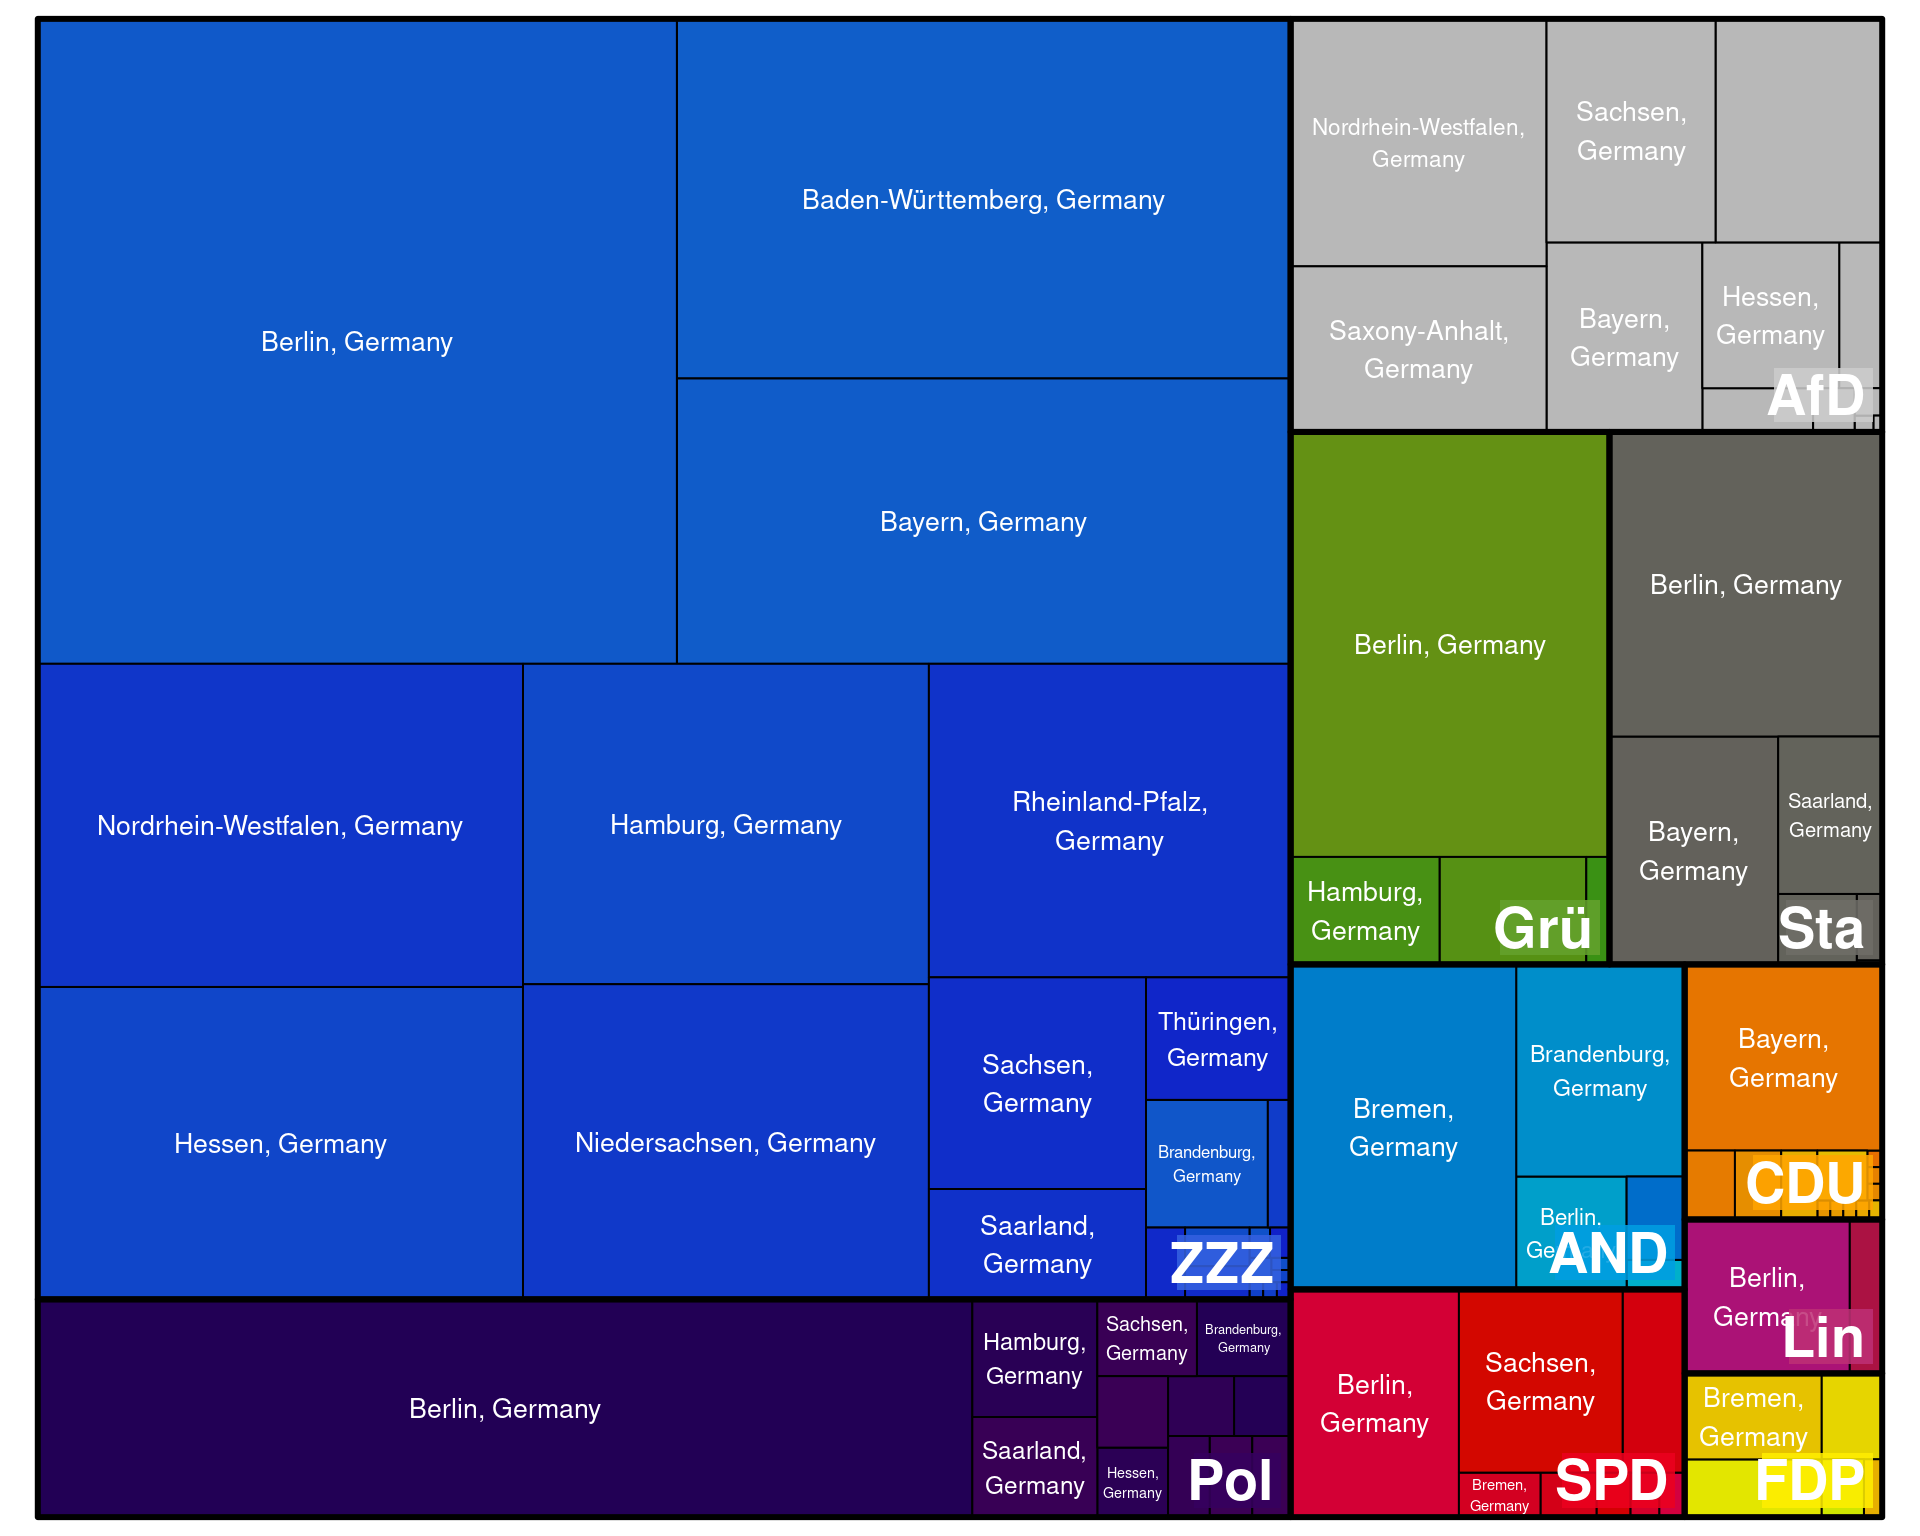 Berlin, Germany
Baden-Württemberg, Germany
Bayern, Germany
Nordrhein-Westfalen, Germany
Hamburg, Germany
Rheinland-Pfalz,
Germany
Hessen, Germany
Niedersachsen, Germany
Sachsen,
Germany
Thüringen,
Germany
Brandenburg,
Germany
Saarland,
Germany
ZZZ
Berlin, Germany
Hamburg,
Germany
Saarland,
Germany
Sachsen,
Germany
Brandenburg,
Germany
Hessen,
Germany
Pol
Nordrhein-Westfalen,
Germany
Sachsen,
Germany
Saxony-Anhalt,
Germany
Bayern,
Germany
Hessen,
Germany
AfD
Berlin, Germany
Hamburg,
Germany
Grü
Berlin, Germany
Bayern,
Germany
Saarland,
Germany
Sta
Bremen,
Germany
Brandenburg,
Germany
Berlin,
AND
Bayern,
Germany
CDU
Berlin,
Germany
Lin
Berlin,
Germany
Sachsen,
Germany
Bremen,
Germany
SPD
Bremen,
Germany
FDP